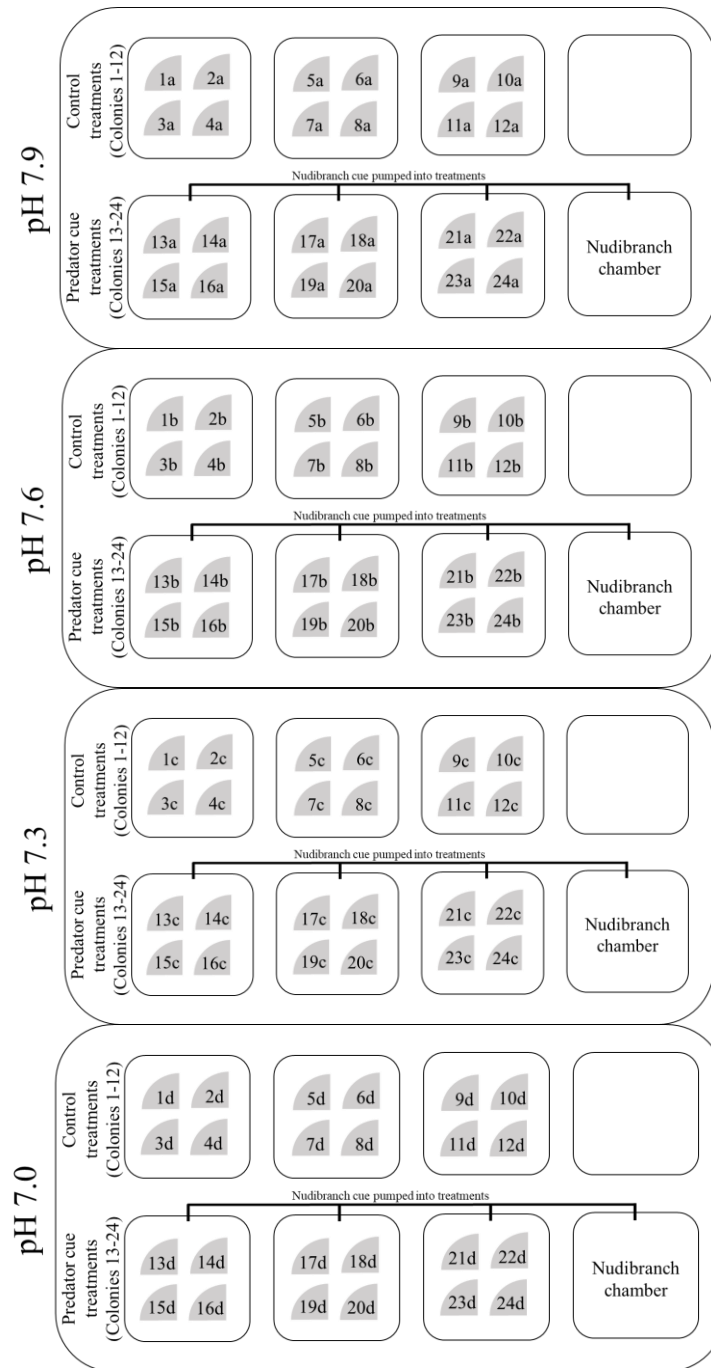 pH 7.9
Control
treatments
(Colonies 1-12)
1a 2a 5a 6a 9a 10a
3a 4a 7a 8a 11a 12a
Nudibranch cue pumped into treatments
Predator cue
treatments
(Colonies 13-24)
13a 14a 17a 18a 21a 22a
15a 16a 19a 20a 23a 24a
Nudibranch
chamber
pH 7.6
Control
treatments
(Colonies 1-12)
1b 2b 5b 6b 9b 10b
3b 4b 7b 8b 11b 12b
Nudibranch cue pumped into treatments
Predator cue
treatments
(Colonies 13-24)
13b 14b 17b 18b 21b 22b
15b 16b 19b 20b 23b 24b
Nudibranch
chamber
pH 7.3
Control
treatments
(Colonies 1-12)
1c 2c 5c 6c 9c 10c
3c 4c 7c 8c 11c 12c
Nudibranch cue pumped into treatments
Predator cue
treatments
(Colonies 13-24)
13c 14c 17c 18c 21c 22c
15c 16c 19c 20c 23c 24c
Nudibranch
chamber
pH 7.0
Control
treatments
(Colonies 1-12)
1d 2d 5d 6d 9d 10d
3d 4d 7d 8d 11d 12d
Nudibranch cue pumped into treatments
Predator cue
treatments
(Colonies 13-24)
13d 14d 17d 18d 21d 22d
15d 16d 19d 20d 23d 24d
Nudibranch
chamber